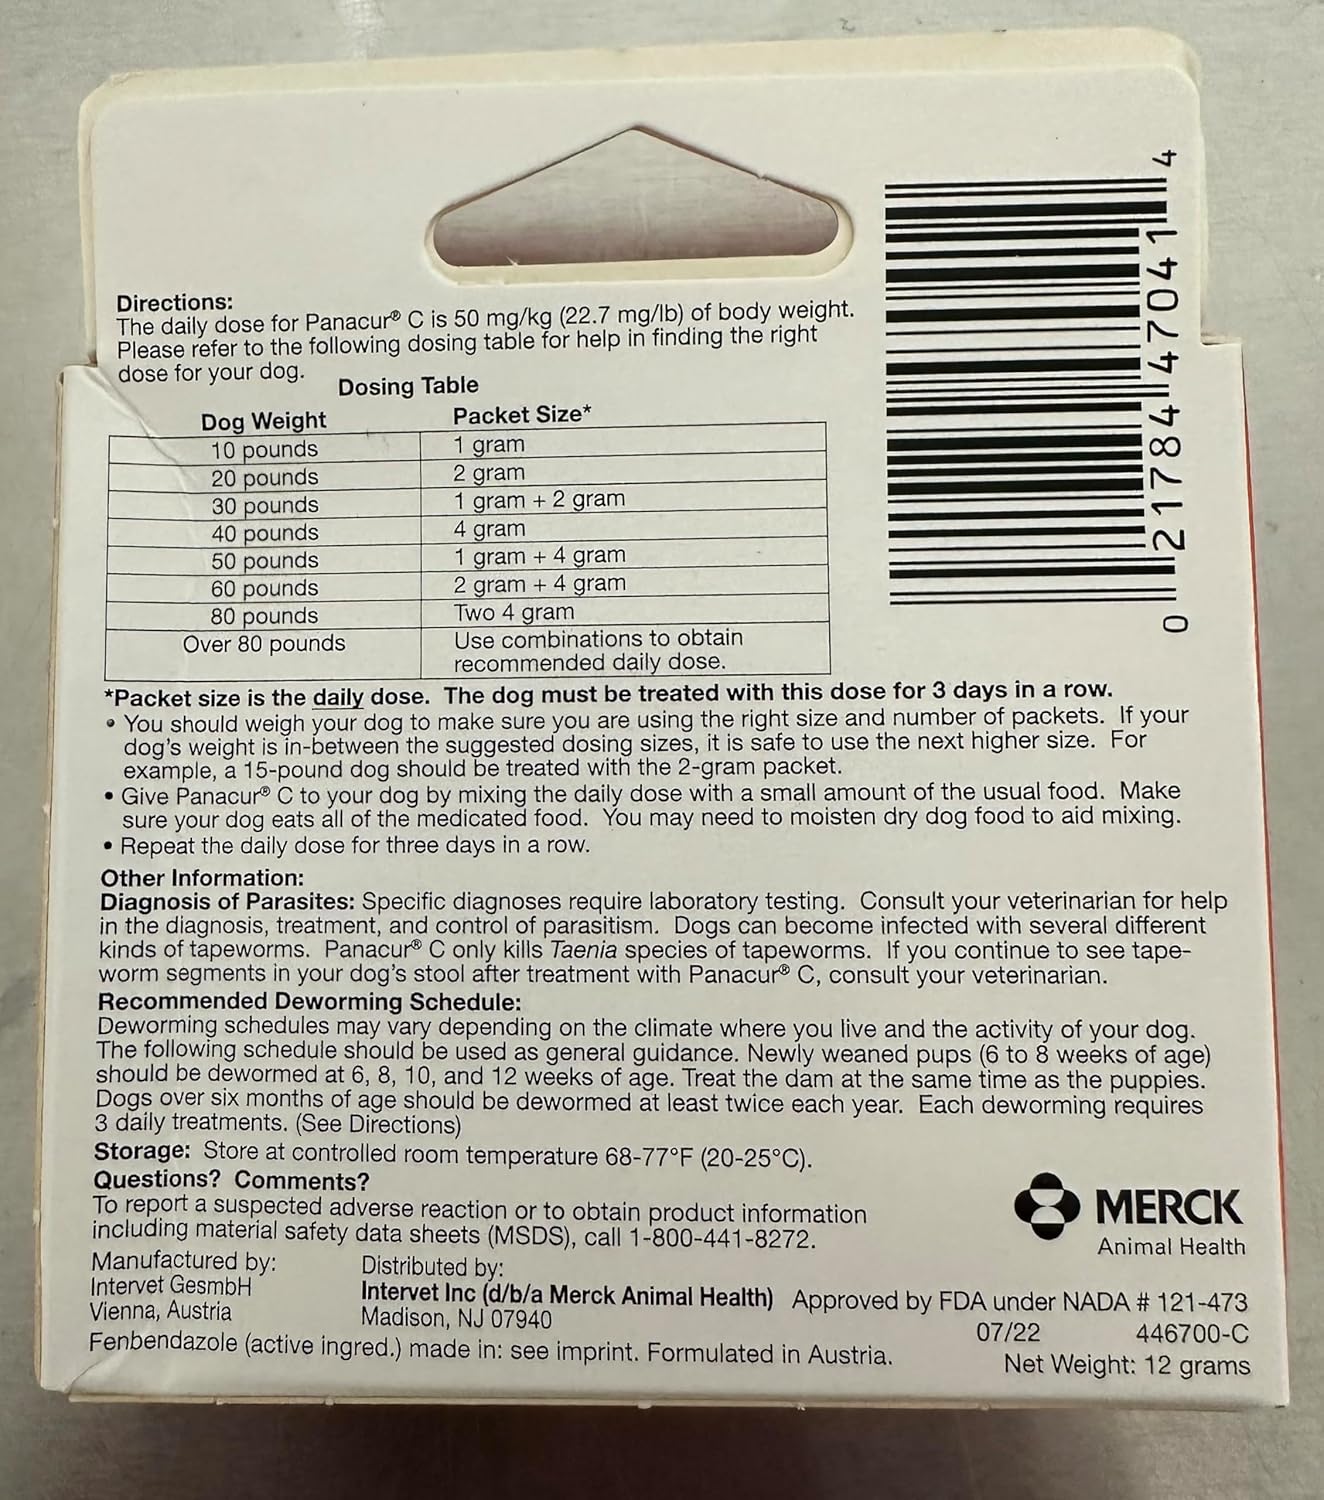 Directions:
The daily dose for Panacur® C is 50 mg/kg (22.7 mg/lb) of body weight.
Please refer to the following dosing table for help in finding the right
dose for your dog.
Dosing Table
Dog Weight Packet Size*
10 pounds 1 gram
20 pounds 2 gram
30 pounds 1 gram + 2 gram
40 pounds 4 gram
50 pounds 1 gram + 4 gram
60 pounds 2 gram + 4 gram
80 pounds Two 4 gram
Over 80 pounds Use combinations to obtain
recommended daily dose.
*Packet size is the daily dose. The dog must be treated with this dose for 3 days in a row.
• You should weigh your dog to make sure you are using the right size and number of packets. If your
dog's weight is in-between the suggested dosing sizes, it is safe to use the next higher size. For
example, a 15-pound dog should be treated with the 2-gram packet.
• Give Panacur® C to your dog by mixing the daily dose with a small amount of the usual food. Make
sure your dog eats all of the medicated food. You may need to moisten dry dog food to aid mixing.
• Repeat the daily dose for three days in a row.
Other Information:
Diagnosis of Parasites: Specific diagnoses require laboratory testing. Consult your veterinarian for help
in the diagnosis, treatment, and control of parasitism. Dogs can become infected with several different
kinds of tapeworms. Panacur® C only kills Taenia species of tapeworms. If you continue to see tape-
worm segments in your dog's stool after treatment with Panacur® C, consult your veterinarian.
Recommended Deworming Schedule:
Deworming schedules may vary depending on the climate where you live and the activity of your dog.
The following schedule should be used as general guidance. Newly weaned pups (6 to 8 weeks of age)
should be dewormed at 6, 8, 10, and 12 weeks of age. Treat the dam at the same time as the puppies.
Dogs over six months of age should be dewormed at least twice each year. Each deworming requires
3 daily treatments. (See Directions)
Storage: Store at controlled room temperature 68-77°F (20-25°C).
Questions? Comments?
To report a suspected adverse reaction or to obtain product information
including material safety data sheets (MSDS), call 1-800-441-8272.
Manufactured by:
Intervet GesmbH
Vienna, Austria
Distributed by:
Intervet Inc (d/b/a Merck Animal Health)
Madison, NJ 07940
Fenbendazole (active ingred.) made in: see imprint. Formulated in Austria.
MERCK
Animal Health
Approved by FDA under NADA # 121-473
07/22 446700-C
Net Weight: 12 grams
0 21784 47041 4